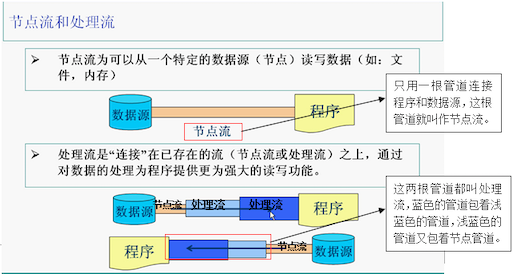 节点流和处理流
节点流为可以从一个特定的数据源（节点）读写数据（如：文
件，内存）
数据源
程序
节点流
只用一根管道连接
程序和数据源，这根
管道就叫作节点流。
处理流是“连接”在已存在的流（节点流或处理流）之上，通过
对数据的处理为程序提供更为强大的读写功能。
数据源
节点流
处理流
处理流
程序
程序
节点流
数据源
这两根管道都叫处理
流，蓝色的管道包着浅
蓝色的管道，浅蓝色的
管道又包着节点管道。